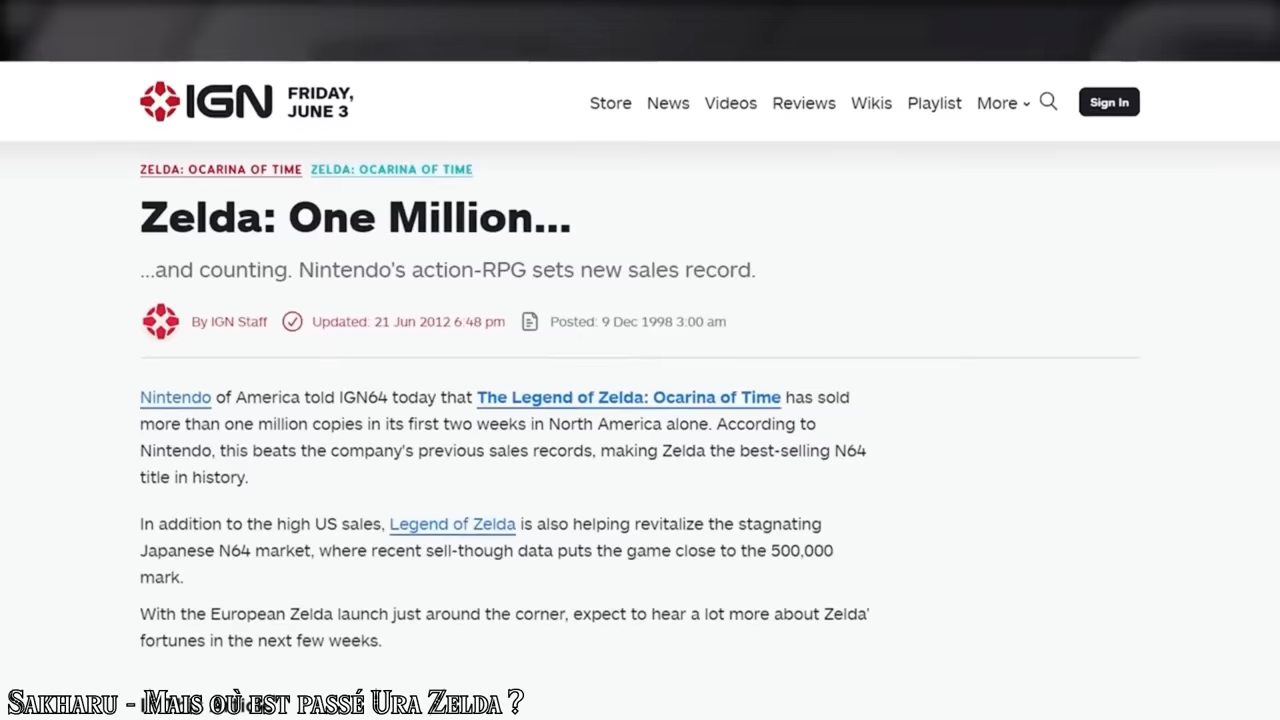 IGN FRIDAY, JUNE 3
Store News Videos Reviews Wikis Playlist More Sign In
ZELDA: OCARINA OF TIME ZELDA: OCARINA OF TIME
Zelda: One Million...
...and counting. Nintendo's action-RPG sets new sales record.
By IGN Staff Updated: 21 Jun 2012 6:48 pm Posted: 9 Dec 1998 3:00 am
Nintendo of America told IGN64 today that The Legend of Zelda: Ocarina of Time has sold
more than one million copies in its first two weeks in North America alone. According to
Nintendo, this beats the company's previous sales records, making Zelda the best-selling N64
title in history.
In addition to the high US sales, Legend of Zelda is also helping revitalize the stagnating
Japanese N64 market, where recent sell-though data puts the game close to the 500,000
mark.
With the European Zelda launch just around the corner, expect to hear a lot more about Zelda'
fortunes in the next few weeks.
Sakharu - Mais où est passé Ura Zelda ?